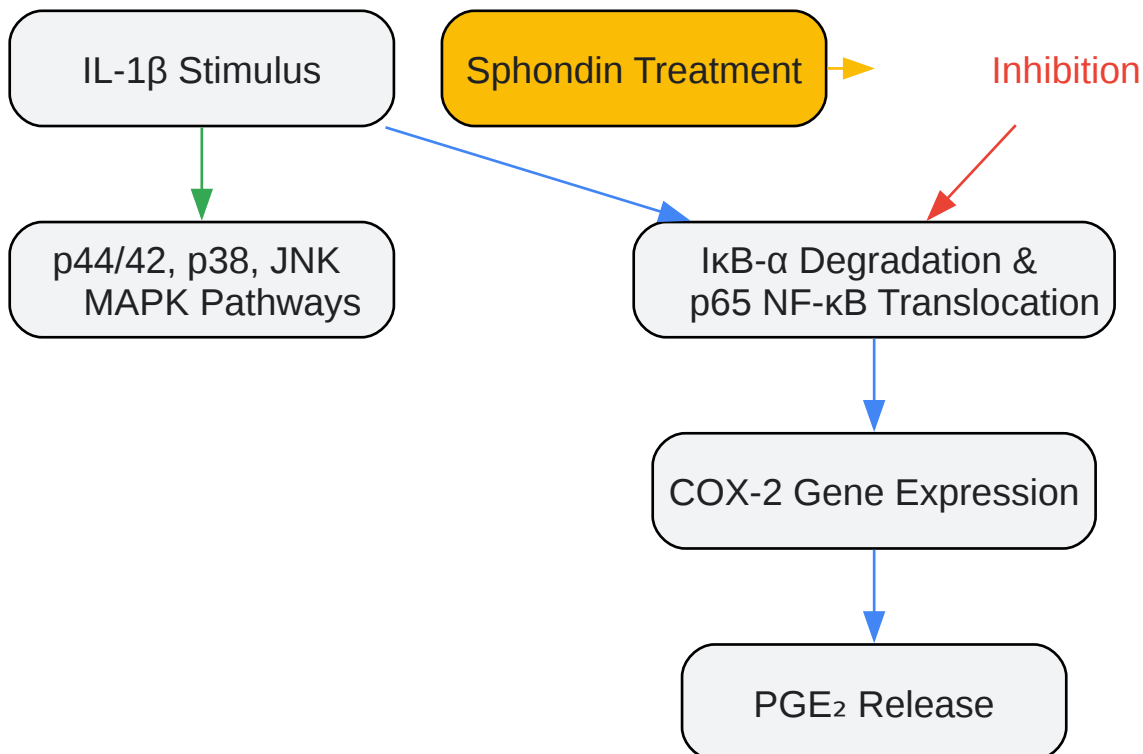 IL-1β Stimulus
Sphondin Treatment
Inhibition
p44/42, p38, JNK
MAPK Pathways
IκB-α Degradation &
p65 NF-κB Translocation
COX-2 Gene Expression
PGE₂ Release